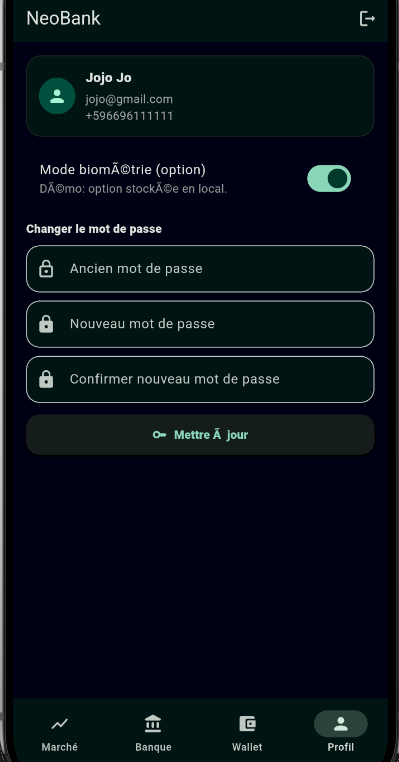 NeoBank
Jojo Jo
jojo@gmail.com
+596696111111
Mode biomÃ©trie (option)
DÃ©mo: option stockÃ©e en local.
Changer le mot de passe
Ancien mot de passe
Nouveau mot de passe
Confirmer nouveau mot de passe
Mettre Ã  jour
Marché
Banque
Wallet
Profil